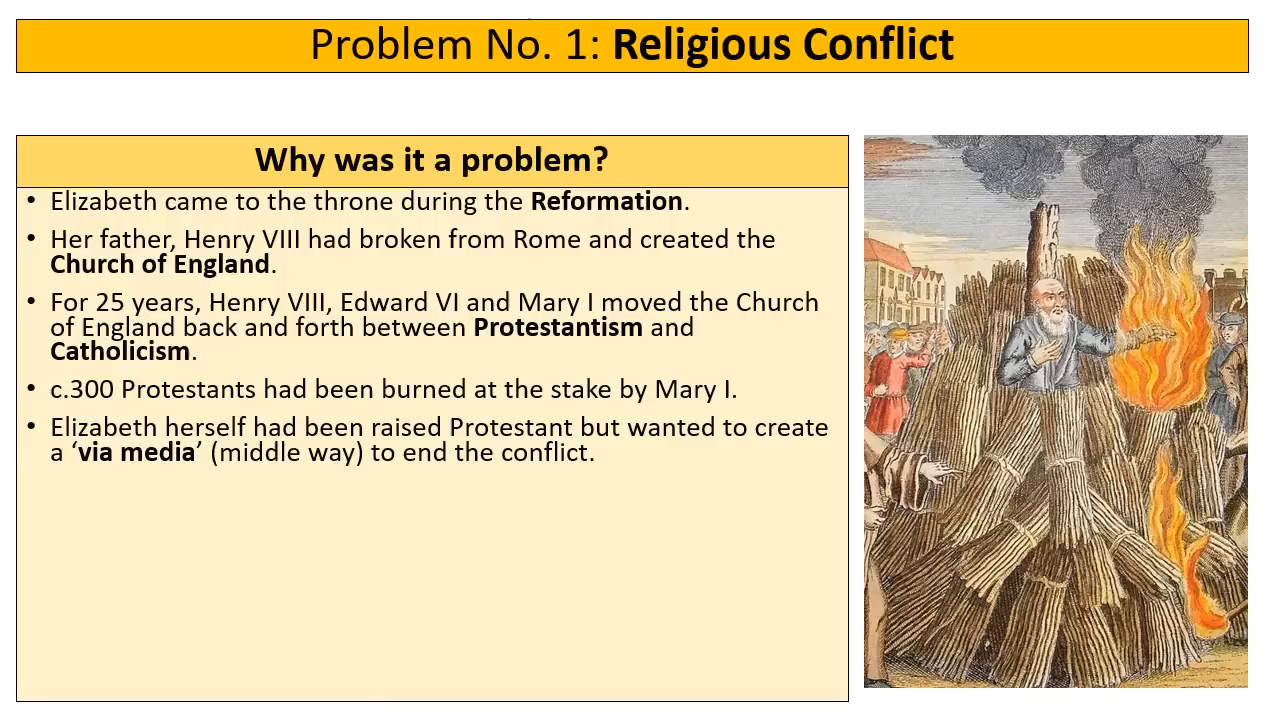 Problem No. 1: Religious Conflict
Why was it a problem?
• Elizabeth came to the throne during the Reformation.
• Her father, Henry VIII had broken from Rome and created the
Church of England.
• For 25 years, Henry VIII, Edward VI and Mary I moved the Church
of England back and forth between Protestantism and
Catholicism.
• c.300 Protestants had been burned at the stake by Mary I.
• Elizabeth herself had been raised Protestant but wanted to create
a ‘via media’ (middle way) to end the conflict.